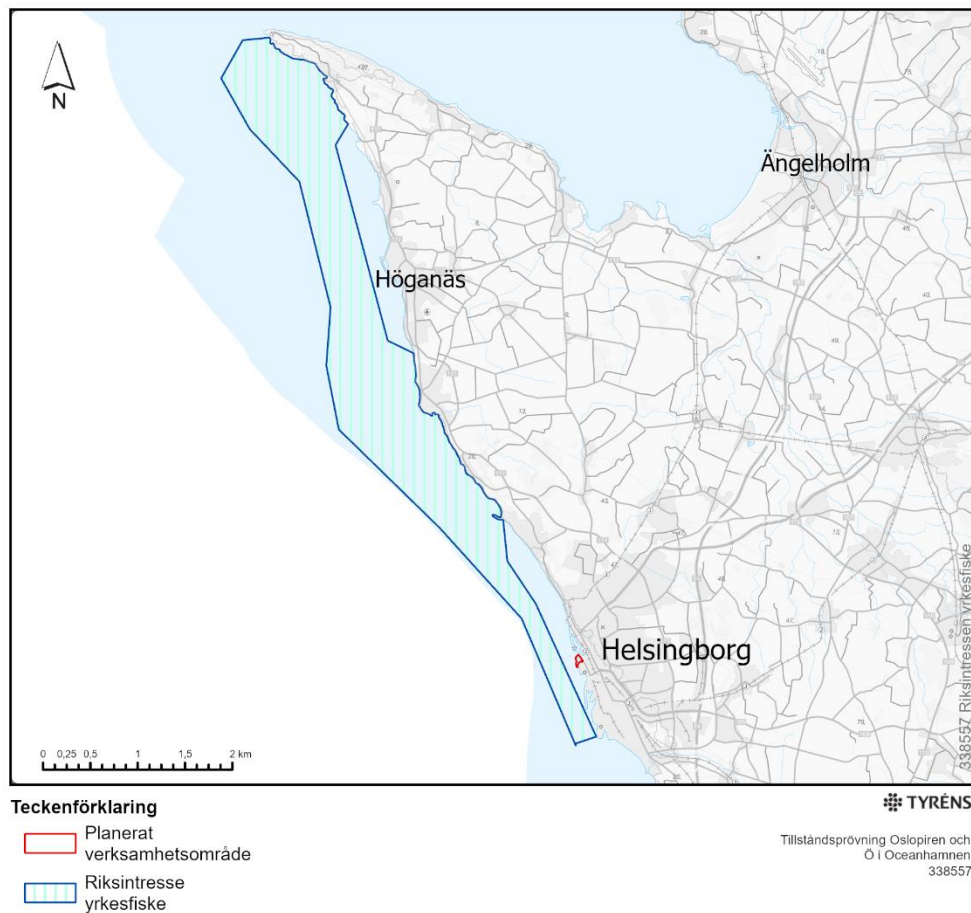 N
Ängelholm
Höganäs
Helsingborg
0 0,25 0,5 1 1,5 2 km
338557 Riksintressen yrkesfiske
Teckenförklaring
Planerat
verksamhetsområde
Riksintresse
yrkesfiske
TYRÉNS
Tillståndsprövning Oslopiren och
Ö i Oceanhamnen
338557